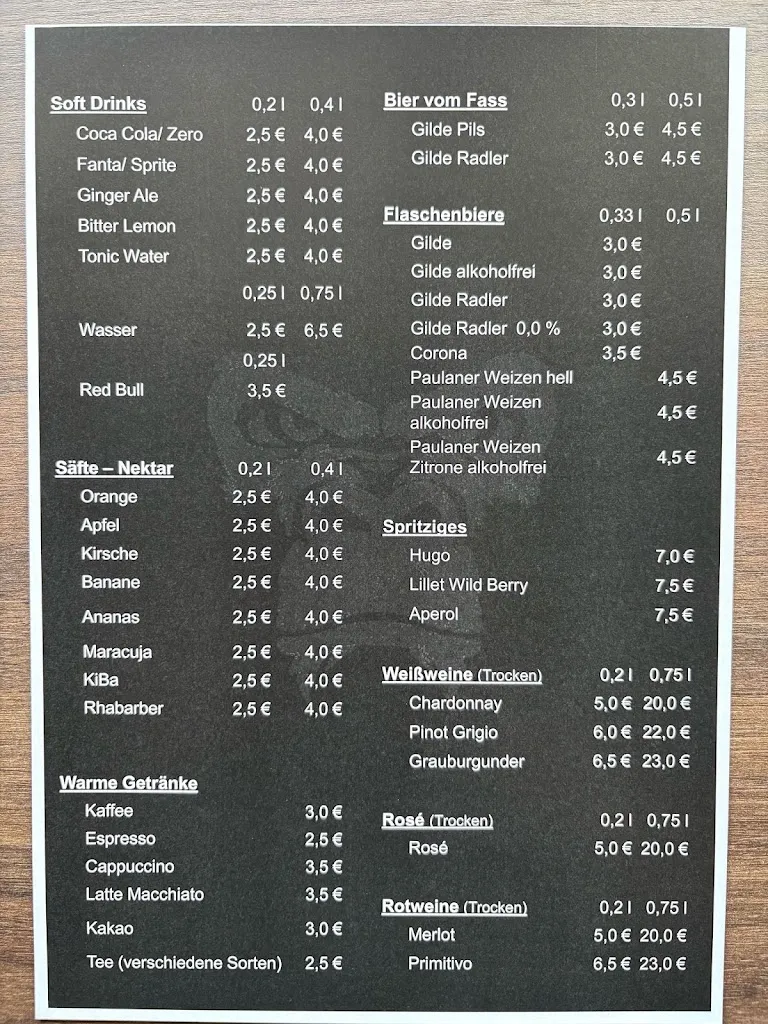 Soft Drinks 0,2 l 0,4 l
Coca Cola/ Zero 2,5 € 4,0 €
Fanta/ Sprite 2,5 € 4,0 €
Ginger Ale 2,5 € 4,0 €
Bitter Lemon 2,5 € 4,0 €
Tonic Water 2,5 € 4,0 €
0,25 l 0,75 l
Wasser 2,5 € 6,5 €
0,25 l
Red Bull 3,5 €
Säfte – Nektar 0,2 l 0,4 l
Orange 2,5 € 4,0 €
Apfel 2,5 € 4,0 €
Kirsche 2,5 € 4,0 €
Banane 2,5 € 4,0 €
Ananas 2,5 € 4,0 €
Maracuja 2,5 € 4,0 €
KiBa 2,5 € 4,0 €
Rhabarber 2,5 € 4,0 €
Warme Getränke
Kaffee 3,0 €
Espresso 2,5 €
Cappuccino 3,5 €
Latte Macchiato 3,5 €
Kakao 3,0 €
Tee (verschiedene Sorten) 2,5 €
Bier vom Fass 0,3 l 0,5 l
Gilde Pils 3,0 € 4,5 €
Gilde Radler 3,0 € 4,5 €
Flaschenbiere 0,33 l 0,5 l
Gilde 3,0 €
Gilde alkoholfrei 3,0 €
Gilde Radler 3,0 €
Gilde Radler 0,0 % 3,0 €
Corona 3,5 €
Paulaner Weizen hell 4,5 €
Paulaner Weizen
alkoholfrei 4,5 €
Paulaner Weizen
Zitrone alkoholfrei 4,5 €
Spritziges
Hugo 7,0 €
Lillet Wild Berry 7,5 €
Aperol 7,5 €
Weißweine (Trocken) 0,2 l 0,75 l
Chardonnay 5,0 € 20,0 €
Pinot Grigio 6,0 € 22,0 €
Grauburgunder 6,5 € 23,0 €
Rosé (Trocken) 0,2 l 0,75 l
Rosé 5,0 € 20,0 €
Rotweine (Trocken) 0,2 l 0,75 l
Merlot 5,0 € 20,0 €
Primitivo 6,5 € 23,0 €